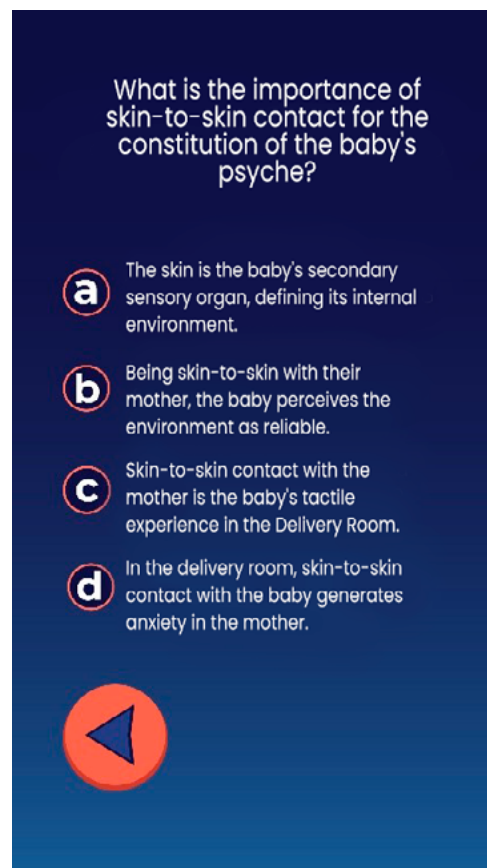 What is the importance of
skin-to-skin contact for the
constitution of the baby's
psyche?
a
The skin is the baby's secondary
sensory organ, defining its internal
environment.
b
Being skin-to-skin with their
mother, the baby perceives the
environment as reliable.
c
Skin-to-skin contact with the
mother is the baby's tactile
experience in the Delivery Room.
d
In the delivery room, skin-to-skin
contact with the baby generates
anxiety in the mother.